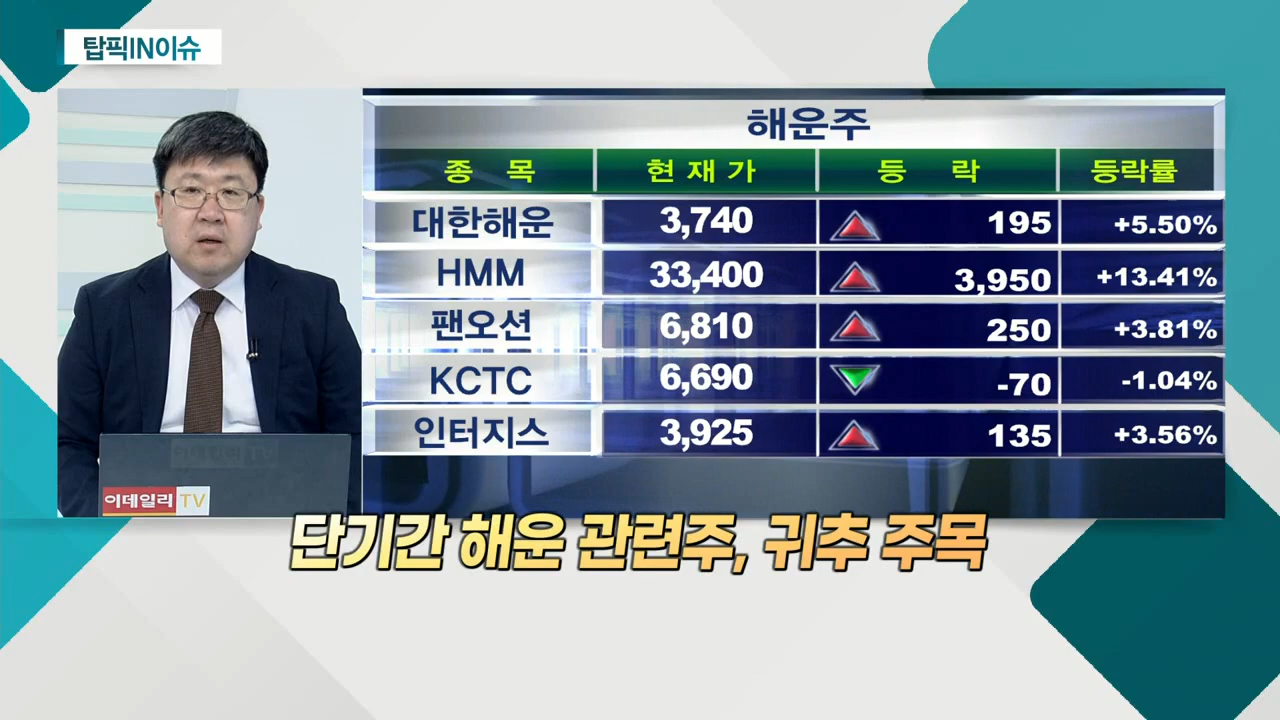 탑픽IN이슈
해운주
종 목 현재가 등 락 등락률
대한해운 3,740 195 +5.50%
HMM 33,400 3,950 +13.41%
팬오션 6,810 250 +3.81%
KCTC 6,690 -70 -1.04%
인터지스 3,925 135 +3.56%
이데일리 TV
단기간 해운 관련주, 귀추 주목